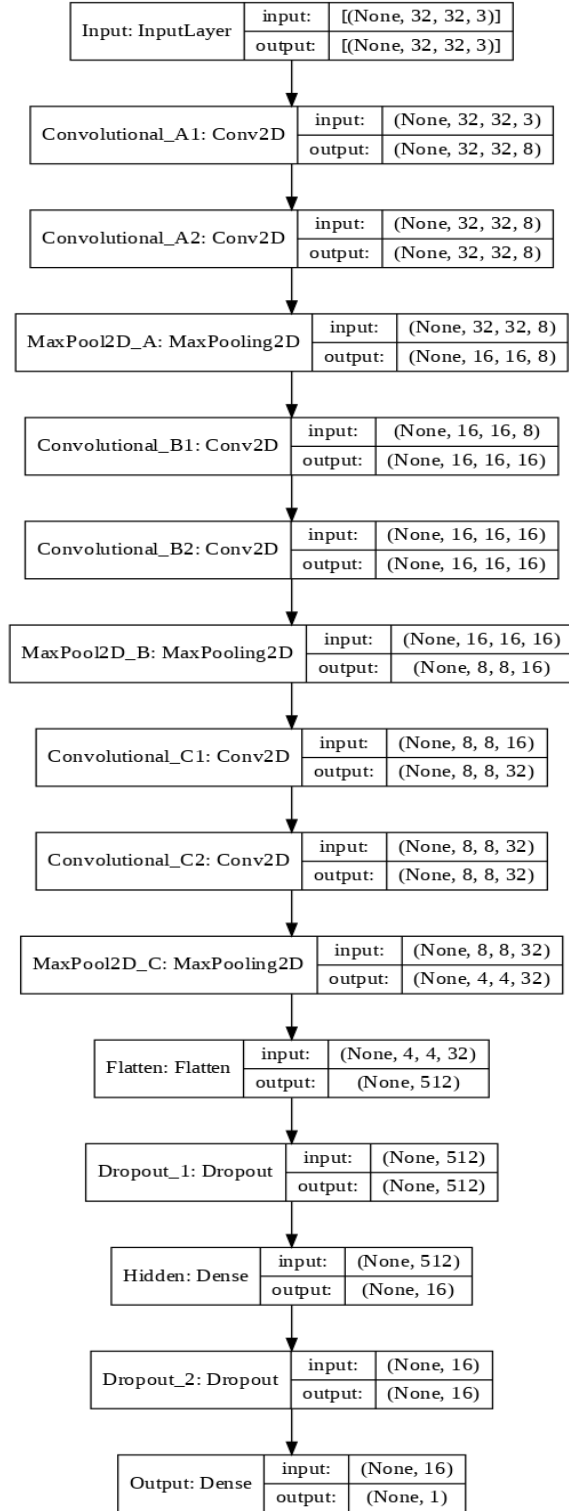 Input: InputLayer
input: [(None, 32, 32, 3)]
output: [(None, 32, 32, 3)]
Convolutional_A1: Conv2D
input: (None, 32, 32, 3)
output: (None, 32, 32, 8)
Convolutional_A2: Conv2D
input: (None, 32, 32, 8)
output: (None, 32, 32, 8)
MaxPool2D_A: MaxPooling2D
input: (None, 32, 32, 8)
output: (None, 16, 16, 8)
Convolutional_B1: Conv2D
input: (None, 16, 16, 8)
output: (None, 16, 16, 16)
Convolutional_B2: Conv2D
input: (None, 16, 16, 16)
output: (None, 16, 16, 16)
MaxPool2D_B: MaxPooling2D
input: (None, 16, 16, 16)
output: (None, 8, 8, 16)
Convolutional_C1: Conv2D
input: (None, 8, 8, 16)
output: (None, 8, 8, 32)
Convolutional_C2: Conv2D
input: (None, 8, 8, 32)
output: (None, 8, 8, 32)
MaxPool2D_C: MaxPooling2D
input: (None, 8, 8, 32)
output: (None, 4, 4, 32)
Flatten: Flatten
input: (None, 4, 4, 32)
output: (None, 512)
Dropout_1: Dropout
input: (None, 512)
output: (None, 512)
Hidden: Dense
input: (None, 512)
output: (None, 16)
Dropout_2: Dropout
input: (None, 16)
output: (None, 16)
Output: Dense
input: (None, 16)
output: (None, 1)